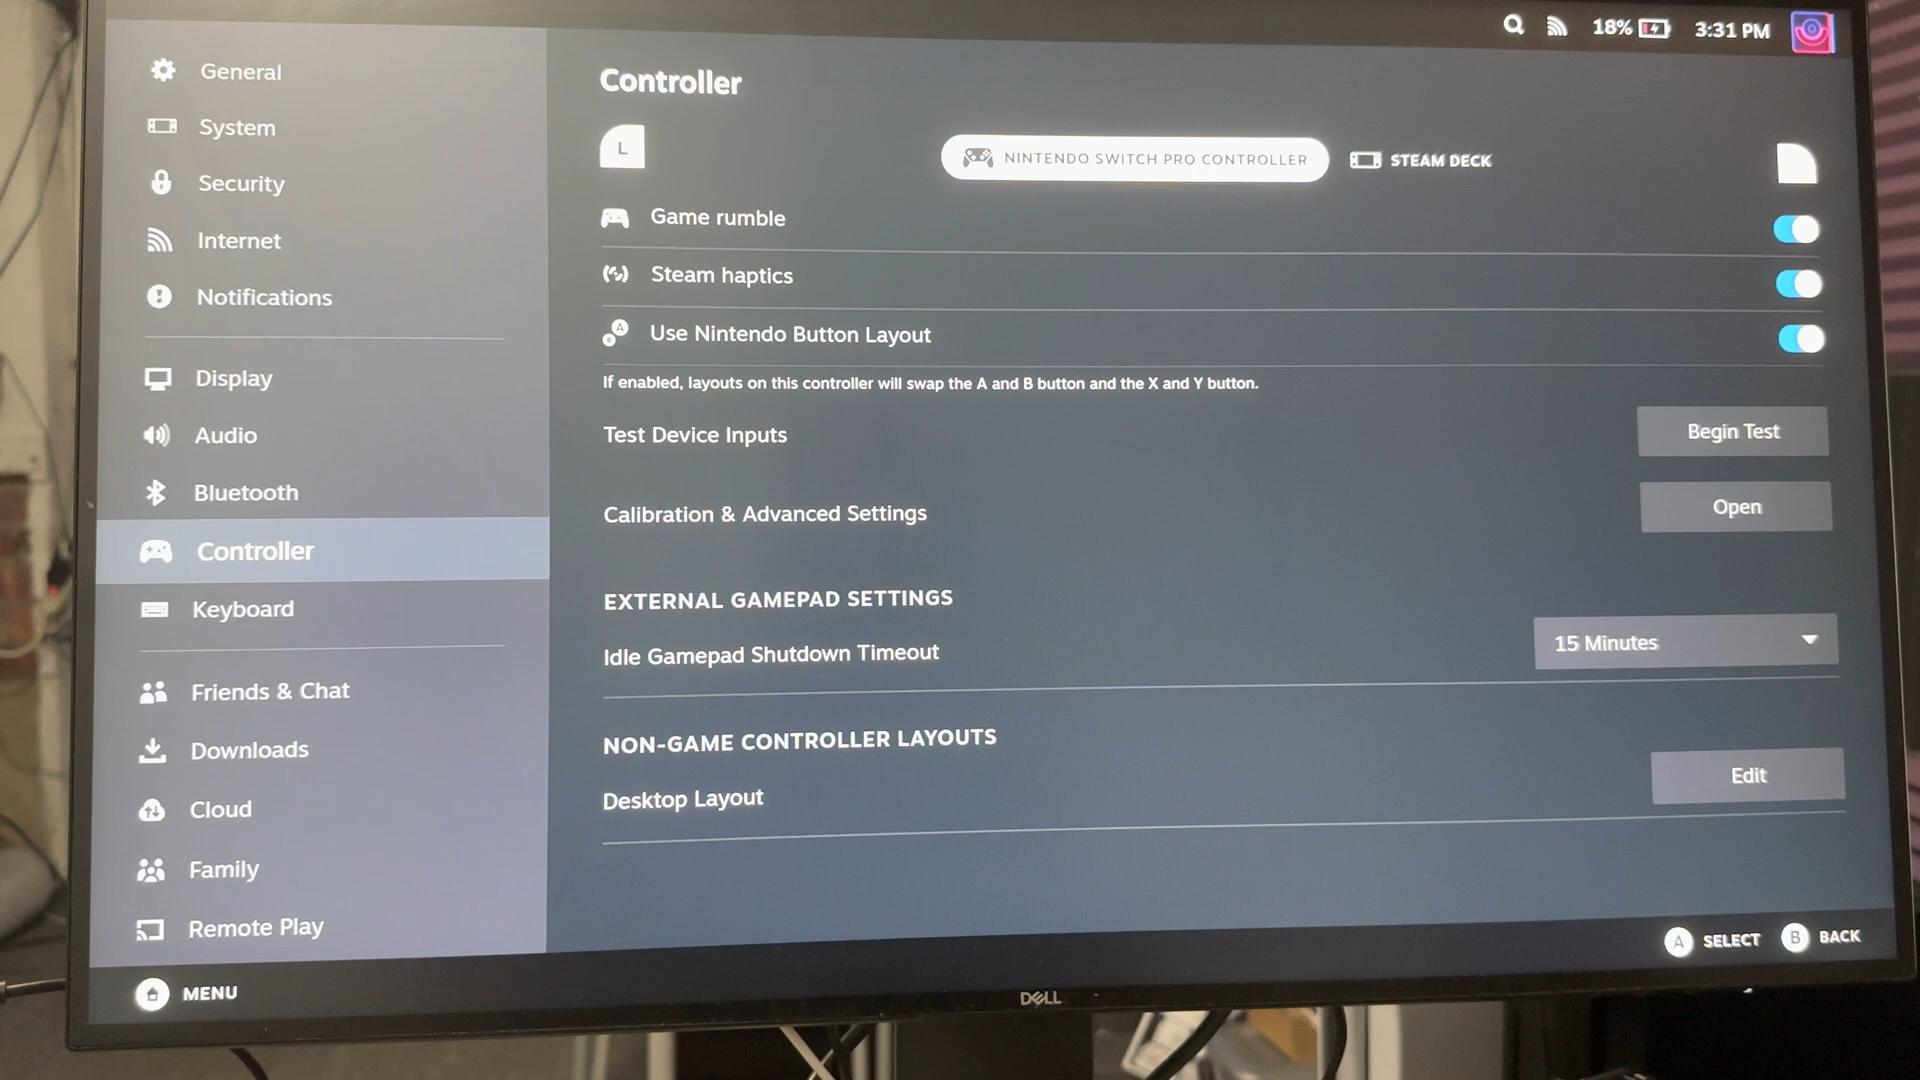 18%
3:31 PM
General
System
Security
Internet
Notifications
Display
Audio
Bluetooth
Controller
Keyboard
Friends & Chat
Downloads
Cloud
Family
Remote Play
Controller
L
NINTENDO SWITCH PRO CONTROLLER
STEAM DECK
Game rumble
Steam haptics
A
Use Nintendo Button Layout
If enabled, layouts on this controller will swap the A and B button and the X and Y button.
Test Device Inputs
Begin Test
Calibration & Advanced Settings
Open
EXTERNAL GAMEPAD SETTINGS
Idle Gamepad Shutdown Timeout
15 Minutes
NON-GAME CONTROLLER LAYOUTS
Desktop Layout
Edit
MENU
A SELECT
B BACK
DELL